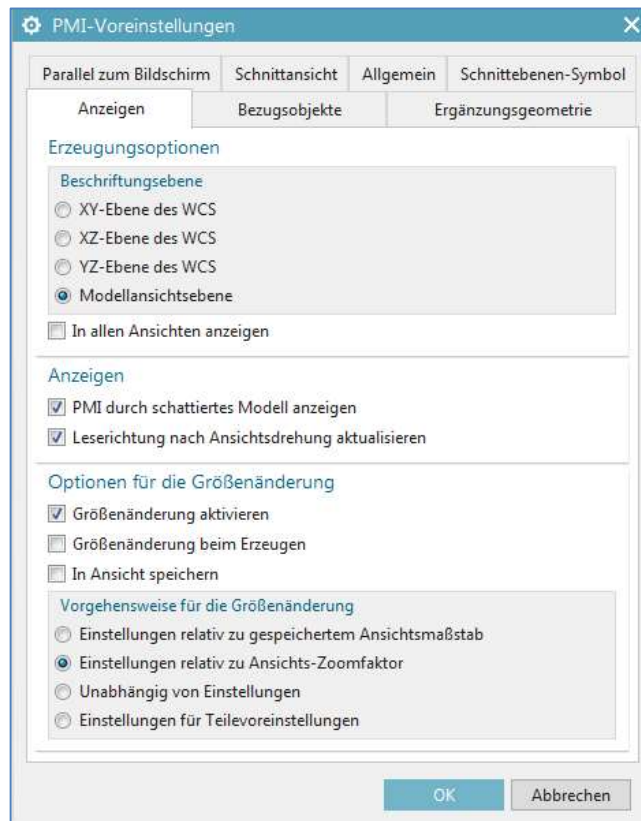 PMI-Voreinstellungen
Parallel zum Bildschirm Schnittansicht Allgemein Schnittebenen-Symbol
Anzeigen Bezugsobjekte Ergänzungsgeometrie
Erzeugungsoptionen
Beschriftungsebene
XY-Ebene des WCS
XZ-Ebene des WCS
YZ-Ebene des WCS
Modellansichtsebene
In allen Ansichten anzeigen
Anzeigen
PMI durch schattiertes Modell anzeigen
Leserichtung nach Ansichtsdrehung aktualisieren
Optionen für die Größenänderung
Größenänderung aktivieren
Größenänderung beim Erzeugen
In Ansicht speichern
Vorgehensweise für die Größenänderung
Einstellungen relativ zu gespeichertem Ansichtsmaßstab
Einstellungen relativ zu Ansichts-Zoomfaktor
Unabhängig von Einstellungen
Einstellungen für Teilevoreinstellungen
OK Abbrechen